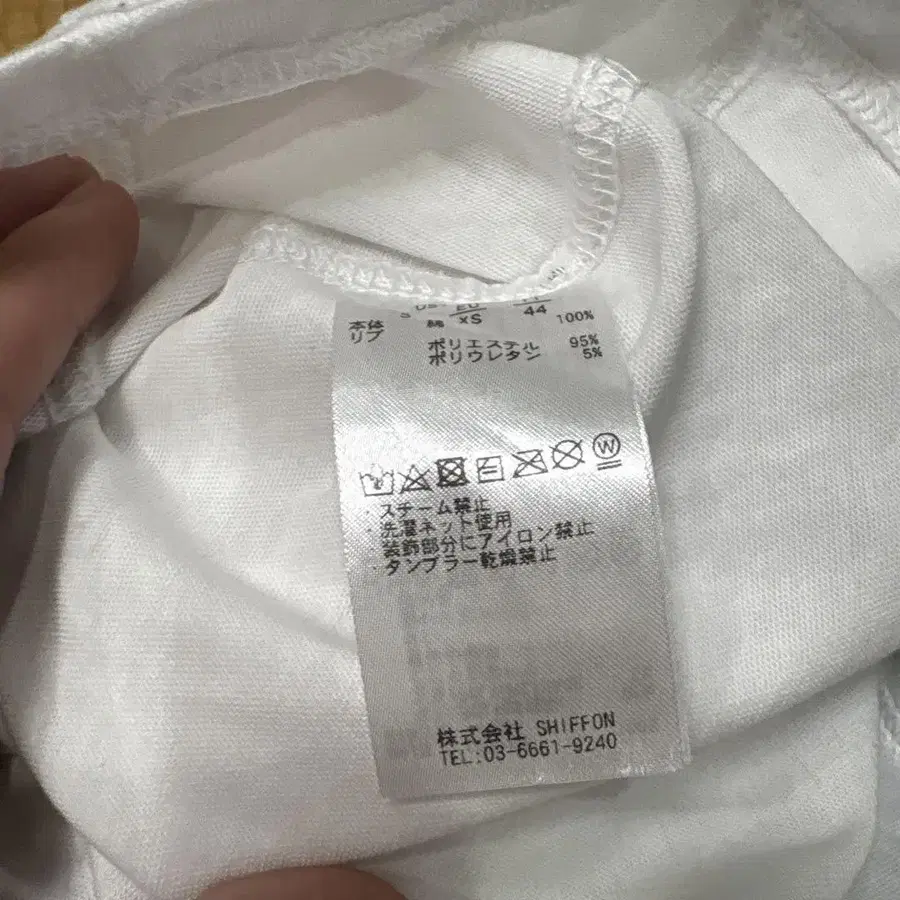 44
本体 綿 XS 100%
リブ ポリエステル 95%
ポリウレタン 5%
W
・スチーム禁止
・洗濯ネット使用
・装飾部分にアイロン禁止
・タンブラー乾燥禁止
株式会社 SHIFFON
TEL:03-6661-9240